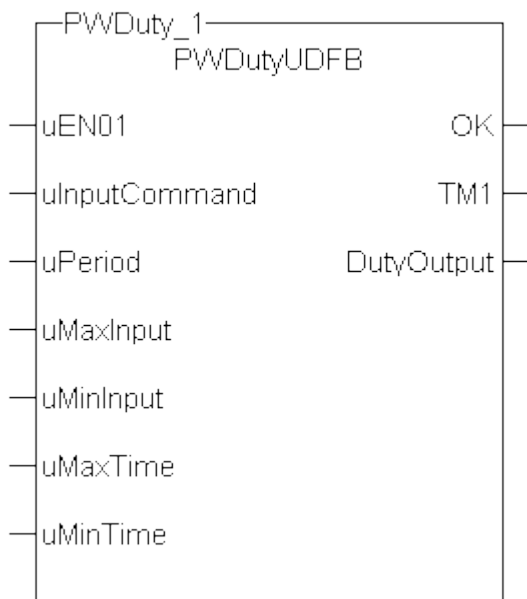 PWDuty_1
PWDutyUDFB
uEN01 OK
uInputCommand TM1
uPeriod DutyOutput
uMaxInput
uMinInput
uMaxTime
uMinTime